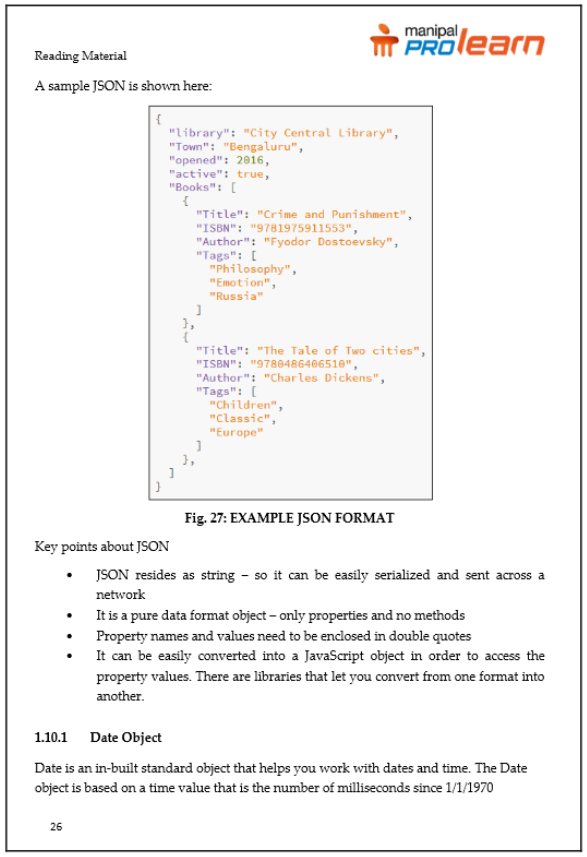 manipal
PROlearn
Reading Material
A sample JSON is shown here:
{
"library": "City Central Library",
"Town": "Bengaluru",
"opened": 2016,
"active": true,
"Books": [
{
"Title": "Crime and Punishment",
"ISBN": "9781975911553",
"Author": "Fyodor Dostoevsky",
"Tags": [
"Philosophy",
"Emotion",
"Russia"
]
},
{
"Title": "The Tale of Two cities",
"ISBN": "9780486406510",
"Author": "Charles Dickens",
"Tags": [
"Children",
"Classic",
"Europe"
]
},
]
}
Fig. 27: EXAMPLE JSON FORMAT
Key points about JSON
• JSON resides as string – so it can be easily serialized and sent across a
network
• It is a pure data format object – only properties and no methods
• Property names and values need to be enclosed in double quotes
• It can be easily converted into a JavaScript object in order to access the
property values. There are libraries that let you convert from one format into
another.
1.10.1 Date Object
Date is an in-built standard object that helps you work with dates and time. The Date
object is based on a time value that is the number of milliseconds since 1/1/1970
26